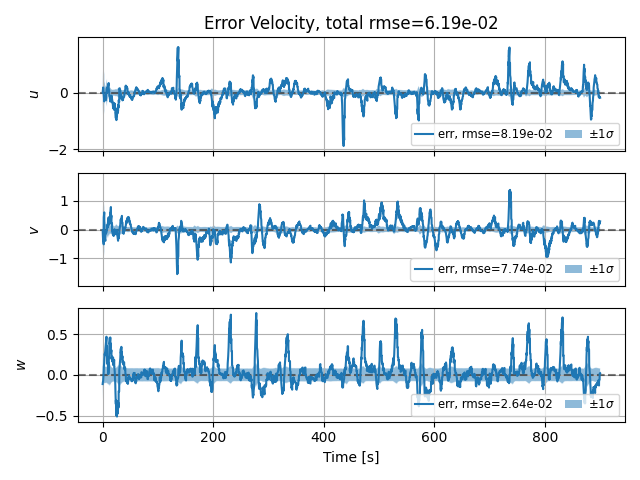 Error Velocity, total rmse=6.19e-02
u
0
−2
err, rmse=8.19e-02 ±1σ
v
1
0
−1
err, rmse=7.74e-02 ±1σ
w
0.5
0.0
−0.5
err, rmse=2.64e-02 ±1σ
0 200 400 600 800
Time [s]